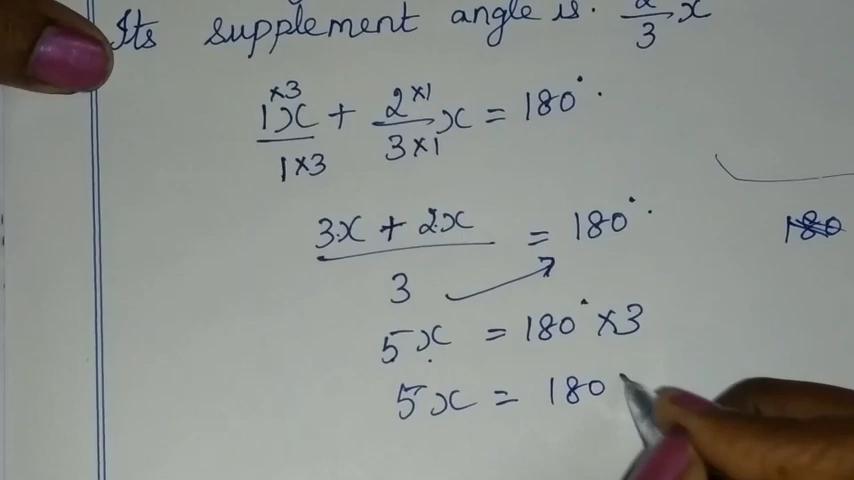 Its supplement angle is. 2/3 x
1x×3/1×3 + 2×1/3×1 x = 180°.
3x + 2x/3 = 180°.
180
5x = 180° × 3
5x = 180